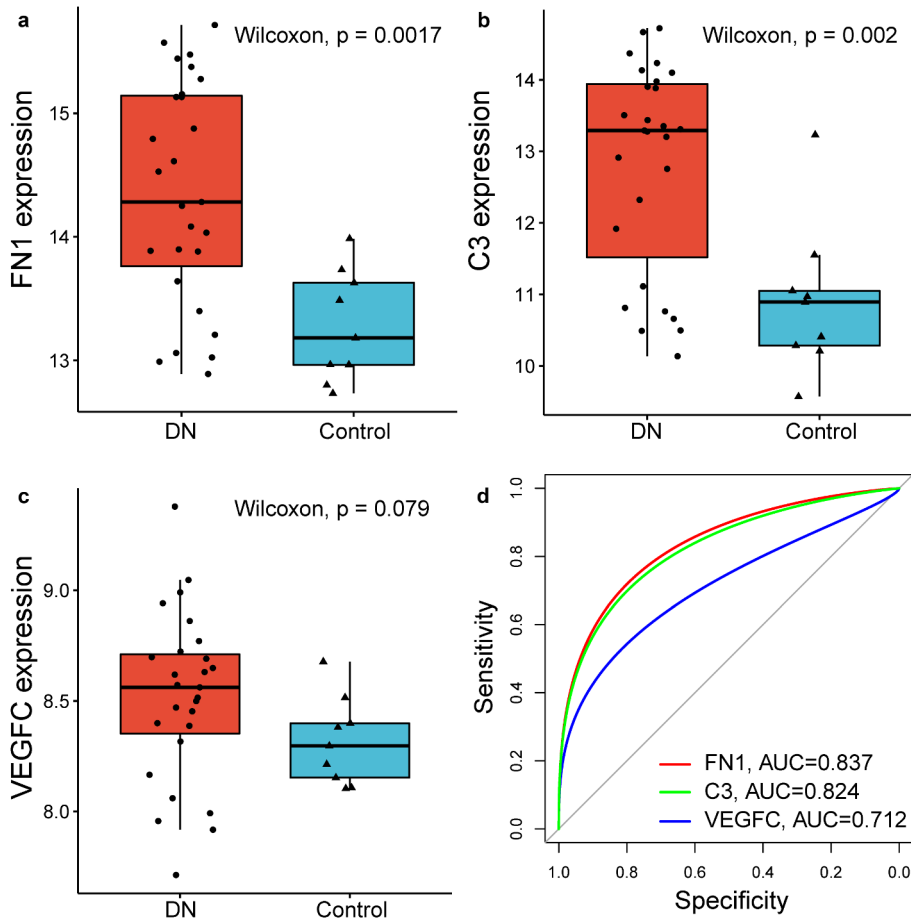 a
Wilcoxon, p = 0.0017
FN1 expression
15
14
13
DN
Control
b
Wilcoxon, p = 0.002
C3 expression
14
13
12
11
10
DN
Control
c
Wilcoxon, p = 0.079
VEGFC expression
9.0
8.5
8.0
DN
Control
d
Sensitivity
1.0
0.8
0.6
0.4
0.2
0.0
FN1, AUC=0.837
C3, AUC=0.824
VEGFC, AUC=0.712
1.0 0.8 0.6 0.4 0.2 0.0
Specificity